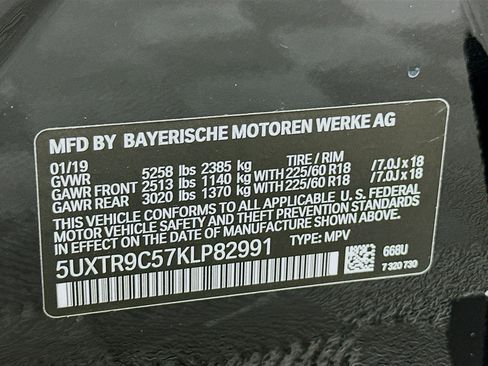 MFD BY BAYERISCHE MOTOREN WERKE AG
01/19 TIRE / RIM
GVWR 5258 lbs 2385 kg
GAWR FRONT 2513 lbs 1140 kg WITH 225/60 R18 /7.0J x 18
GAWR REAR 3020 lbs 1370 kg WITH 225/60 R18 /7.0J x 18
THIS VEHICLE CONFORMS TO ALL APPLICABLE U. S. FEDERAL
MOTOR VEHICLE SAFETY AND THEFT PREVENTION STANDARDS
IN EFFECT ON THE DATE OF MANUFACTURE SHOWN ABOVE.
5UXTR9C57KLP82991 TYPE: MPV
668U
7 320 730